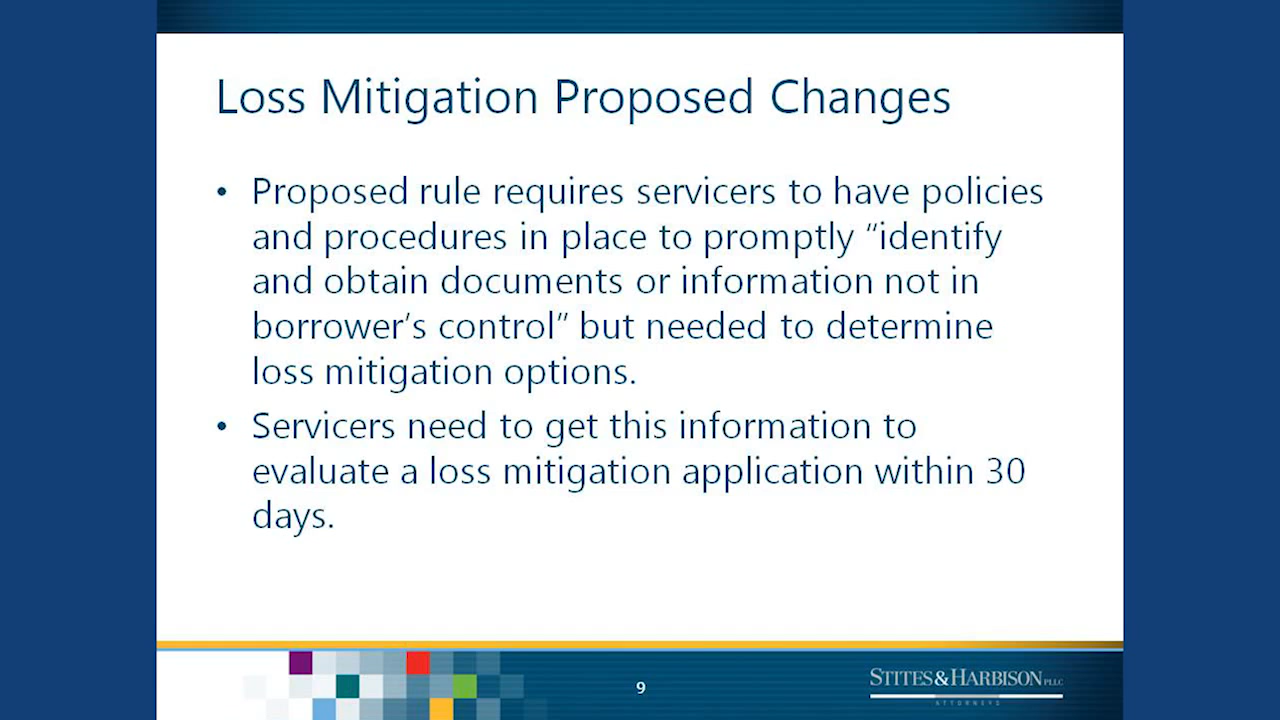 Loss Mitigation Proposed Changes
• Proposed rule requires servicers to have policies
and procedures in place to promptly “identify
and obtain documents or information not in
borrower’s control” but needed to determine
loss mitigation options.
• Servicers need to get this information to
evaluate a loss mitigation application within 30
days.
9
STITES & HARBISON PLLC
ATTORNEYS